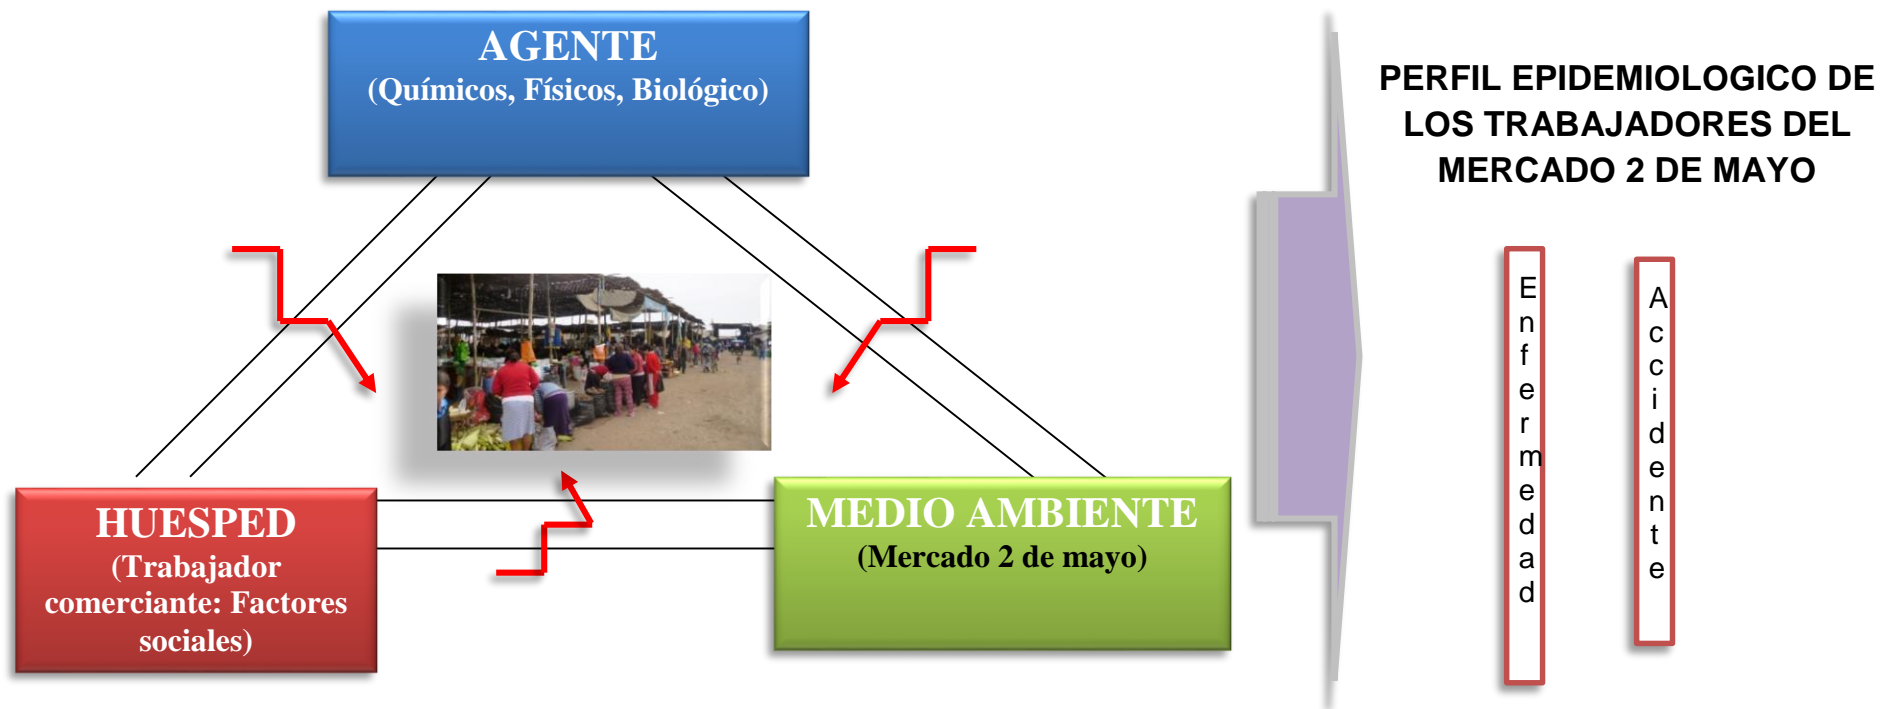 AGENTE
(Químicos, Físicos, Biológico)
HUESPED
(Trabajador
comerciante: Factores
sociales)
MEDIO AMBIENTE
(Mercado 2 de mayo)
PERFIL EPIDEMIOLOGICO DE
LOS TRABAJADORES DEL
MERCADO 2 DE MAYO
Enfermedad
Accidente